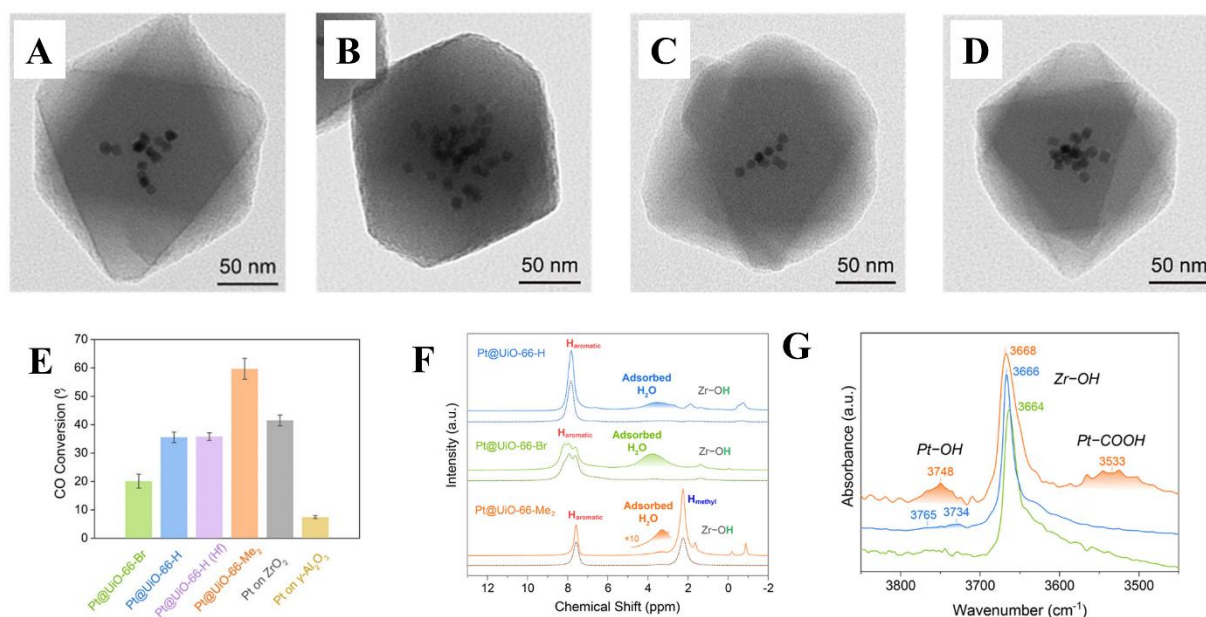 A
B
C
D
50 nm
50 nm
50 nm
50 nm
E
CO Conversion (%
70
60
50
40
30
20
10
0
Pt@UiO-66-Br
Pt@UiO-66-H
Pt@UiO-66-H (Hf)
Pt@UiO-66-Me₂
Pt on ZrO₂
Pt on γ-Al₂O₃
F
Intensity (a.u.)
Pt@UiO-66-H
H aromatic
Adsorbed
H₂O
Zr−OH
Pt@UiO-66-Br
H aromatic
Adsorbed
H₂O
Zr−OH
Pt@UiO-66-Me₂
H aromatic
Adsorbed
H₂O
×10
H methyl
Zr−OH
12 10 8 6 4 2 0 −2
Chemical Shift (ppm)
G
Absorbance (a.u.)
3668
3666
3664
Zr−OH
Pt−OH
3748
3765 3734
Pt−COOH
3533
3800 3700 3600 3500
Wavenumber (cm⁻¹)